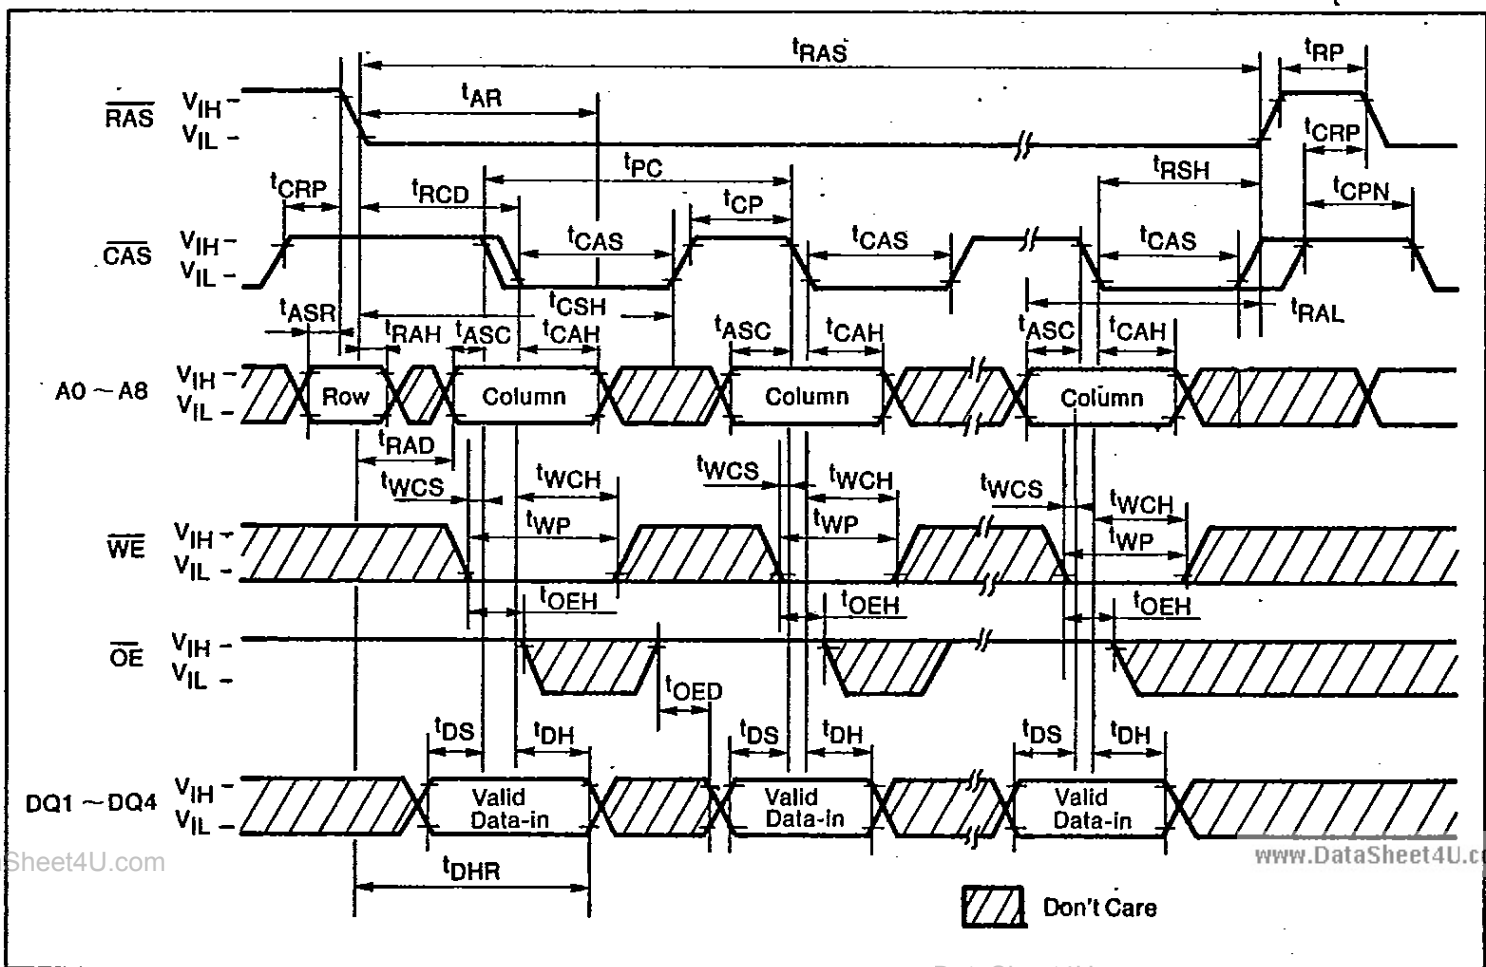 tRAS tRP
tAR
RAS VIH VIL
tCRP
tPC tRSH
tCRP tRCD tCP tCPN
CAS VIH VIL
tCAS tCAS tCAS
tCSH
tASR tRAH tASC tCAH tASC tCAH tASC tCAH tRAL
A0 ~ A8 VIH VIL
Row Column Column Column
tRAD
tWCS tWCH tWCS tWCH tWCS tWCH
tWP tWP tWP
WE VIH VIL
tOEH tOEH tOEH
OE VIH VIL
tOED
tDS tDH tDS tDH tDS tDH
DQ1 ~ DQ4 VIH VIL
Valid Data-in Valid Data-in Valid Data-in
Sheet4U.com
www.DataSheet4U.co
tDHR
Don't Care